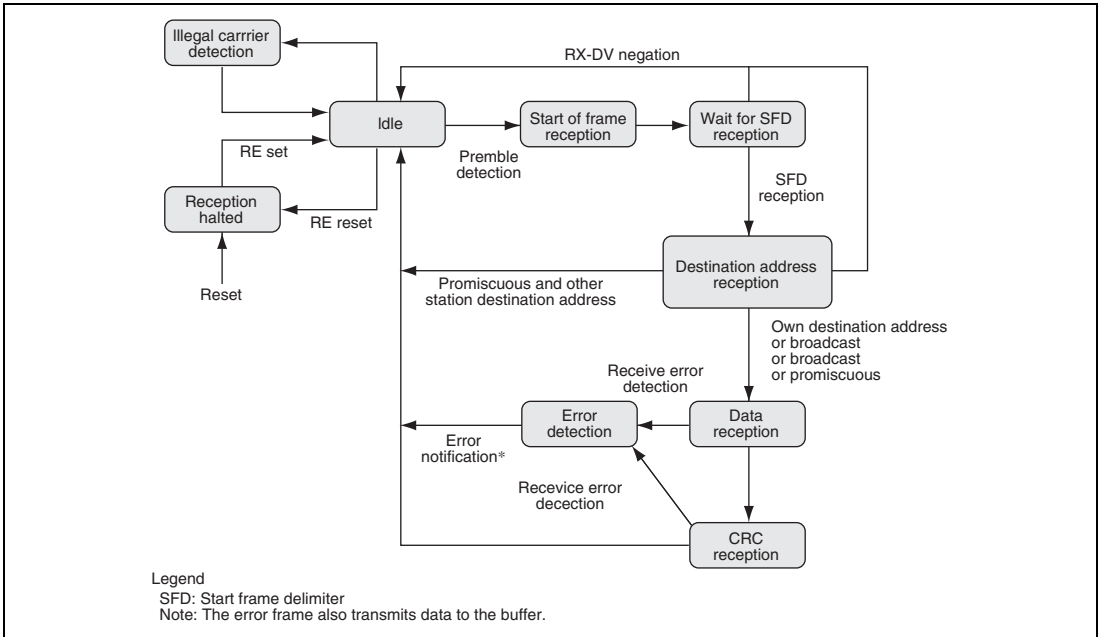 Illegal carrrier
detection
RX-DV negation
Idle
Start of frame
reception
Wait for SFD
reception
RE set
Premble
detection
SFD
reception
Reception
halted
RE reset
Destination address
reception
Promiscuous and other
station destination address
Reset
Own destination address
or broadcast
or broadcast
or promiscuous
Receive error
detection
Error
detection
Data
reception
Error
notification*
Recevice error
decection
CRC
reception
Legend
SFD: Start frame delimiter
Note: The error frame also transmits data to the buffer.